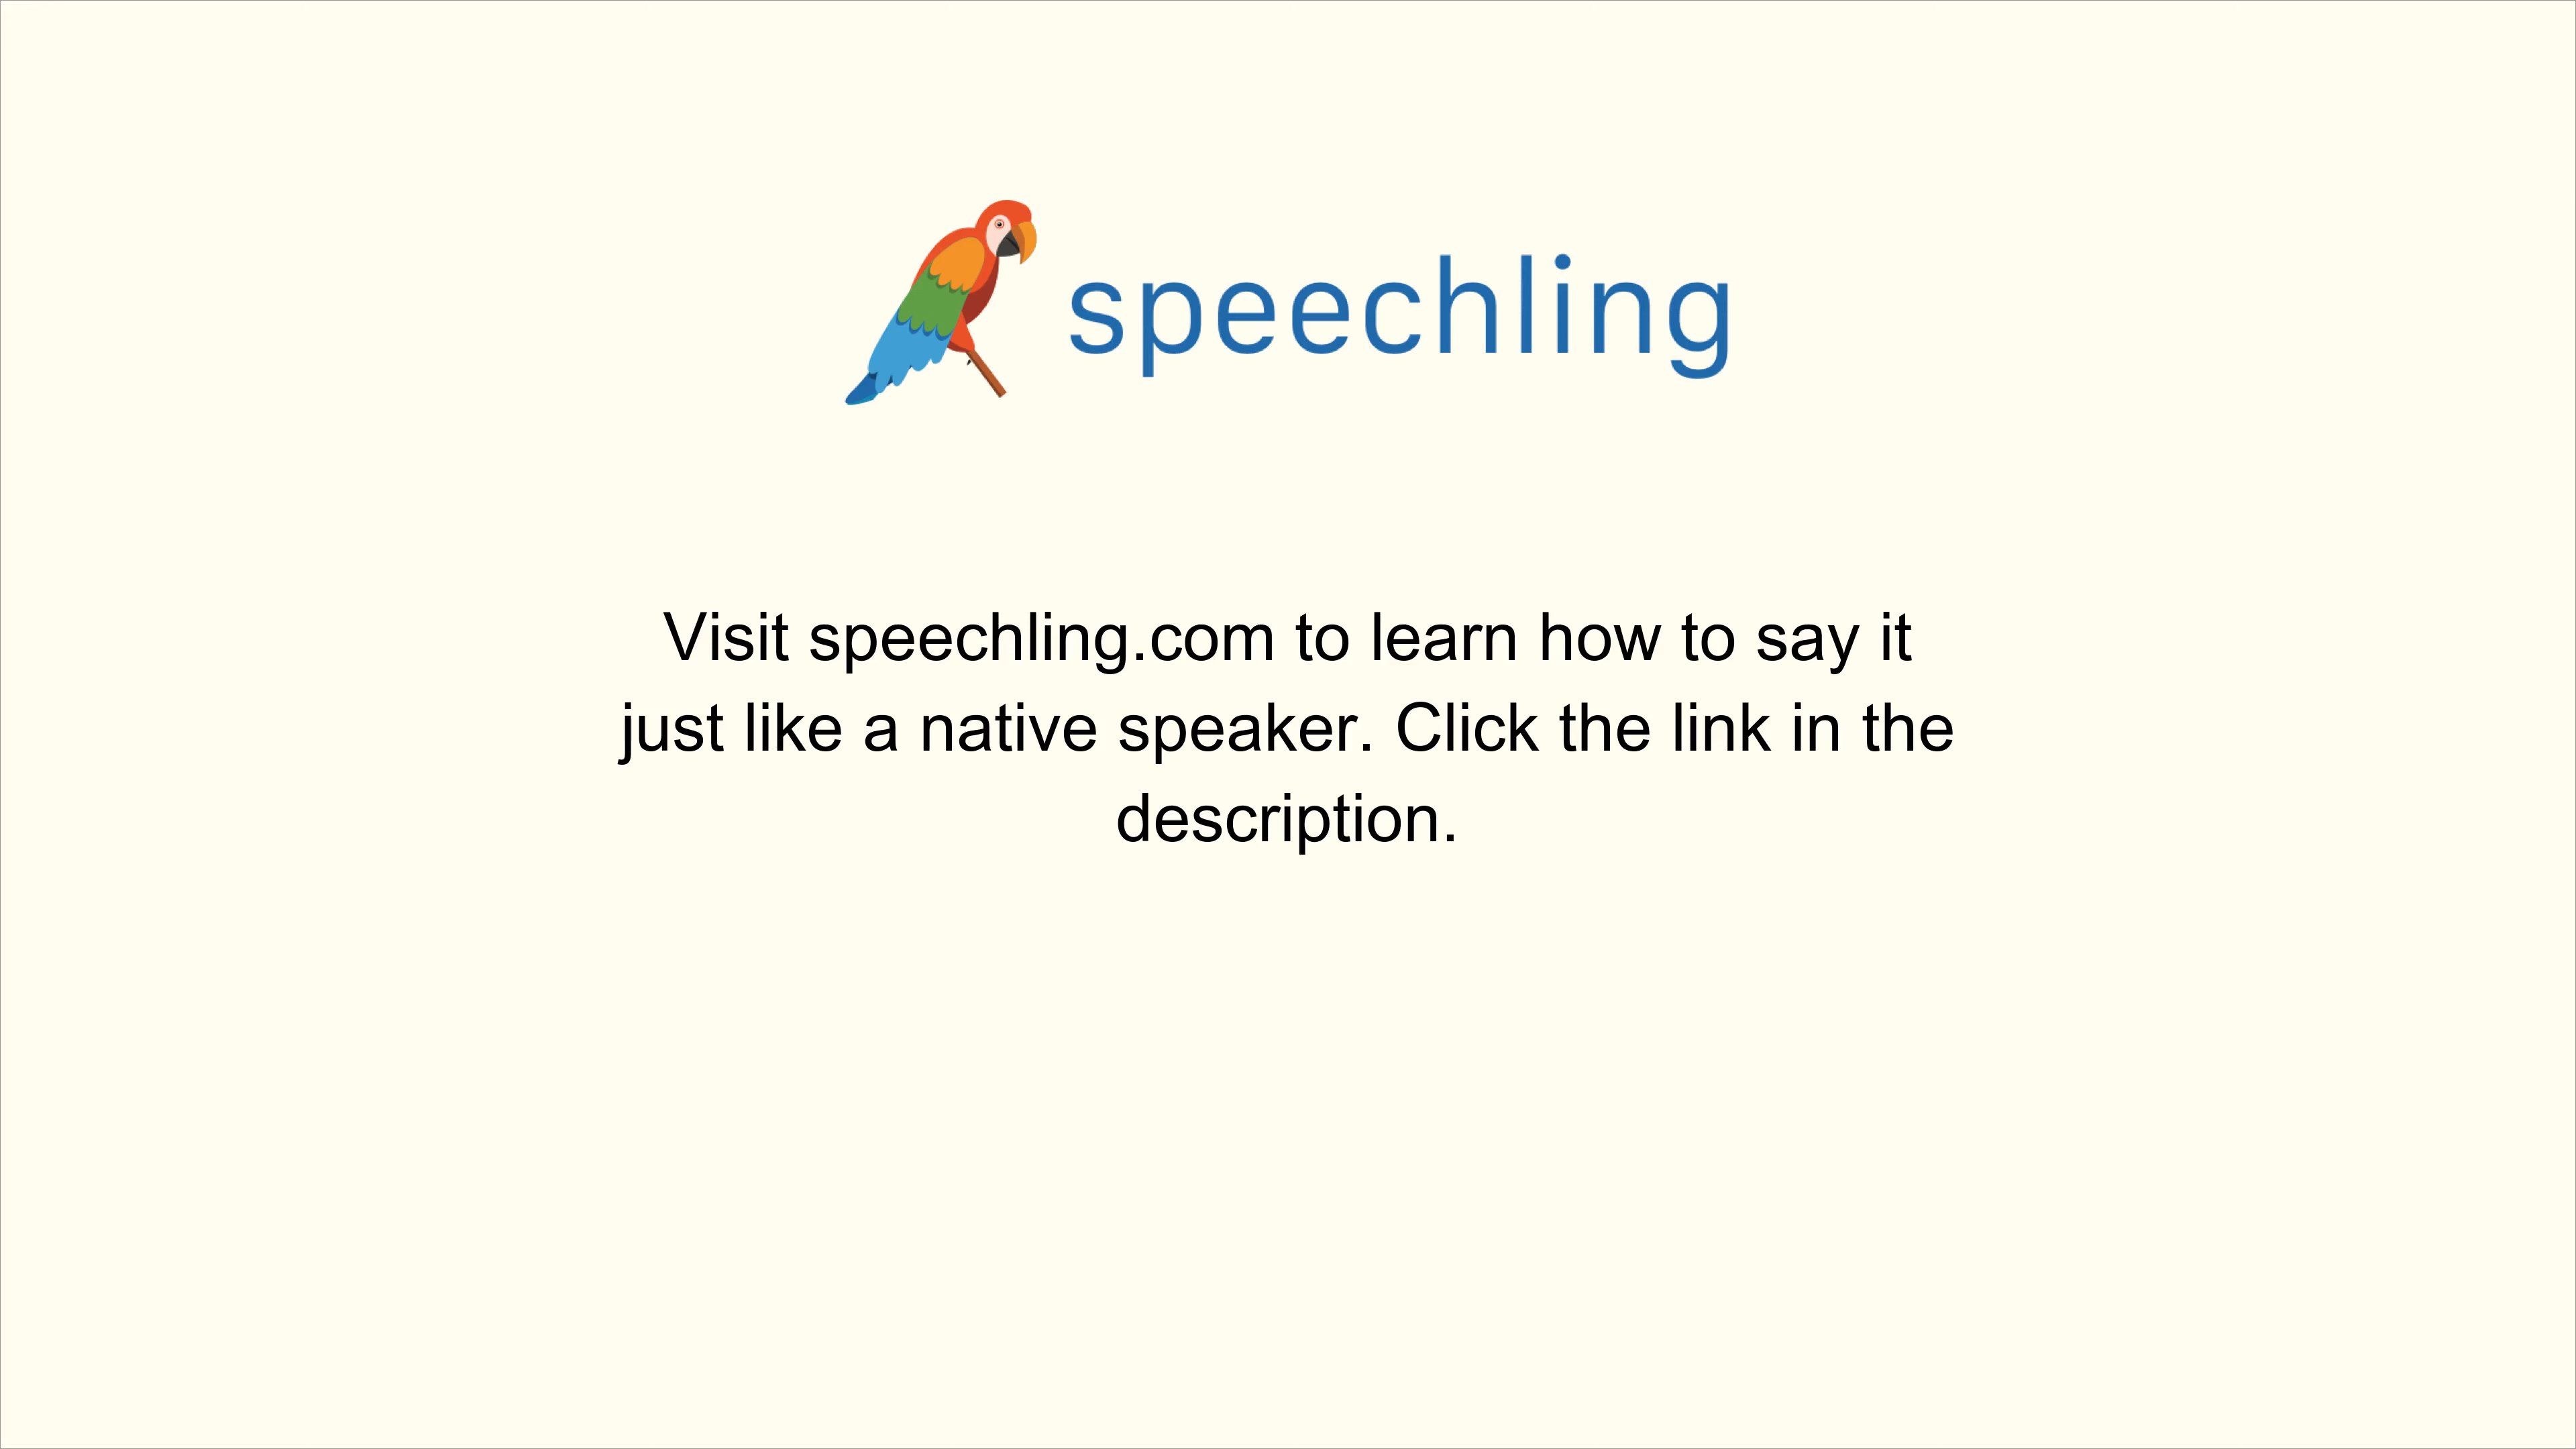 speechling
Visit speechling.com to learn how to say it
just like a native speaker. Click the link in the
description.